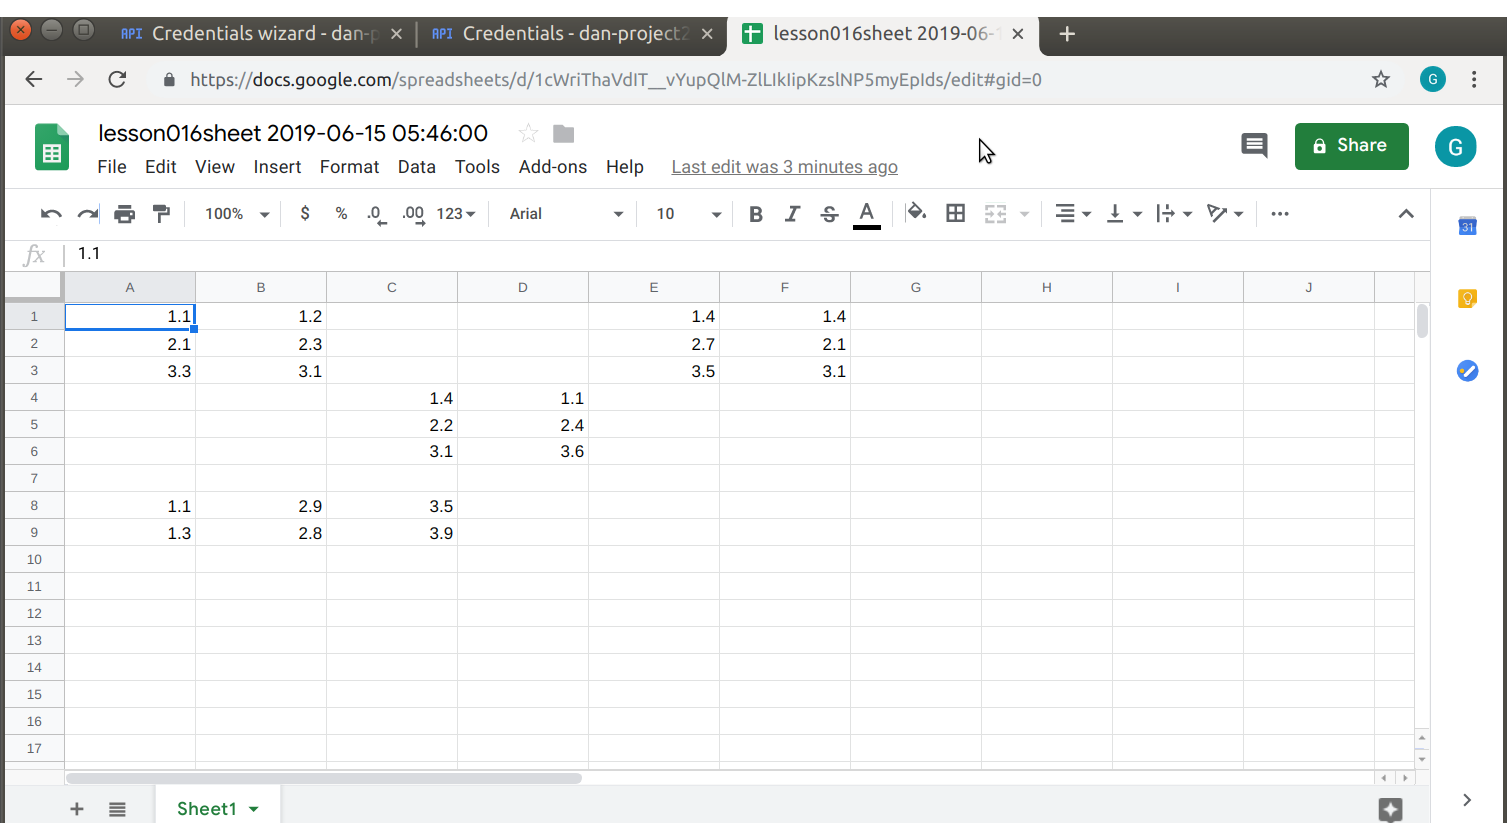 API Credentials wizard - dan-p API Credentials - dan-project2 lesson016sheet 2019-06-1
https://docs.google.com/spreadsheets/d/1cWriThaVdIT__vYupQlM-ZlLIkIipKzslNP5myEpIds/edit#gid=0 G
lesson016sheet 2019-06-15 05:46:00
File Edit View Insert Format Data Tools Add-ons Help Last edit was 3 minutes ago
Share G
100% $ % .0 .00 123 Arial 10 B I S A
31
fx 1.1
A B C D E F G H I J
1 1.1 1.2 1.4 1.4
2 2.1 2.3 2.7 2.1
3 3.3 3.1 3.5 3.1
4 1.4 1.1
5 2.2 2.4
6 3.1 3.6
7
8 1.1 2.9 3.5
9 1.3 2.8 3.9
10
11
12
13
14
15
16
17
Sheet1